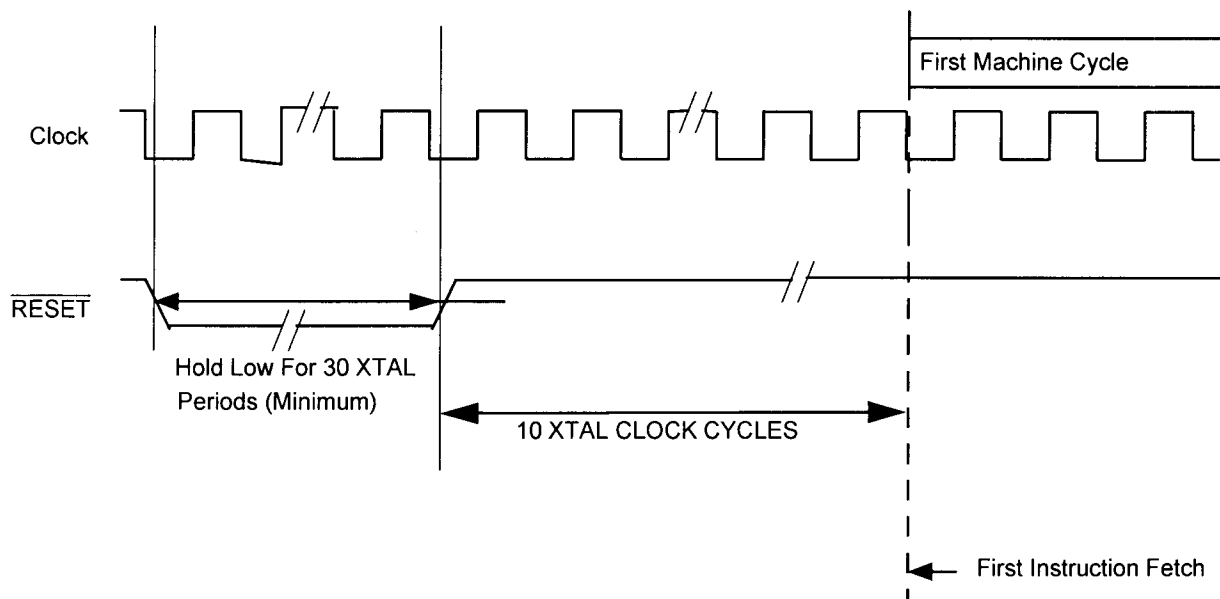 First Machine Cycle
Clock
RESET
Hold Low For 30 XTAL
Periods (Minimum)
10 XTAL CLOCK CYCLES
First Instruction Fetch